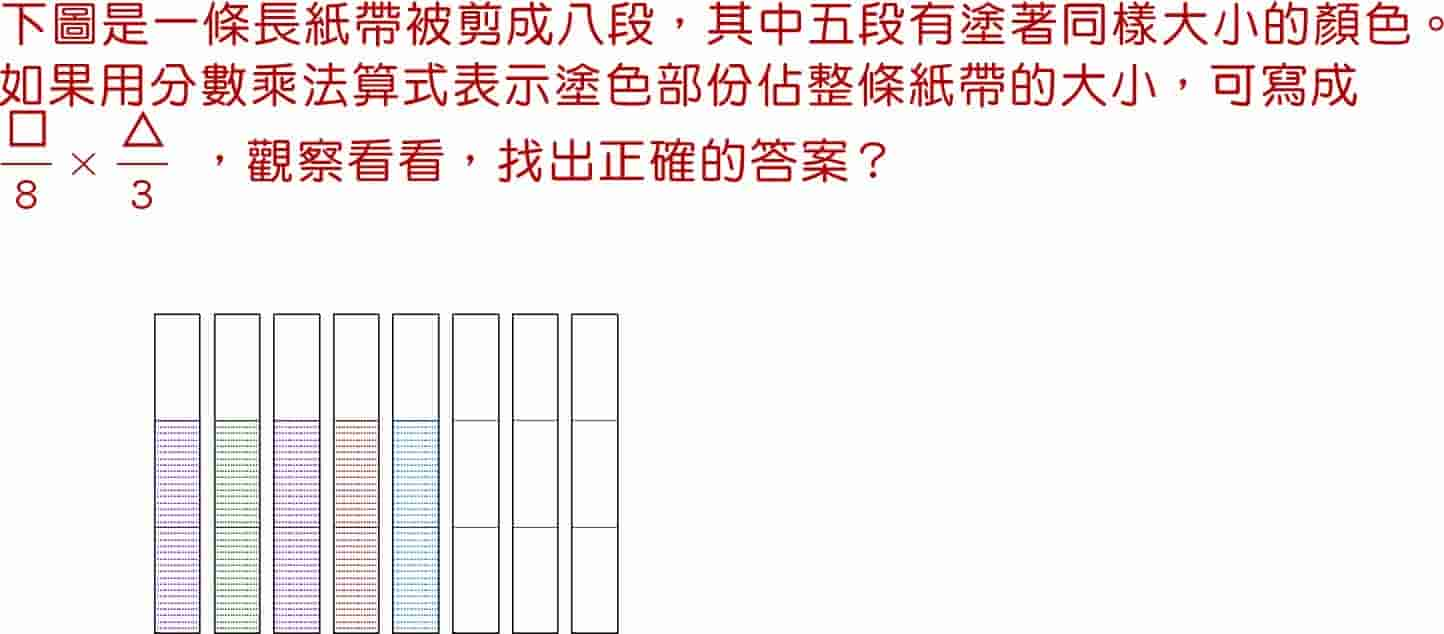 下圖是一條長紙帶被剪成八段，其中五段有塗著同樣大小的顏色。
如果用分數乘法算式表示塗色部份佔整條紙帶的大小，可寫成
□/8 × △/3 ，觀察看看，找出正確的答案？